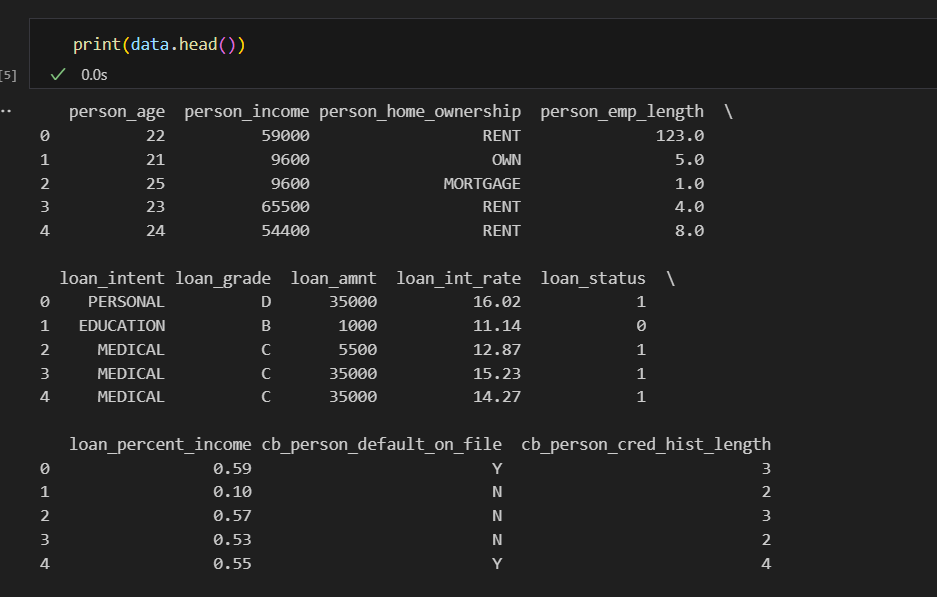 print(data.head())
[5] ✓ 0.0s
person_age person_income person_home_ownership person_emp_length \
0 22 59000 RENT 123.0
1 21 9600 OWN 5.0
2 25 9600 MORTGAGE 1.0
3 23 65500 RENT 4.0
4 24 54400 RENT 8.0
loan_intent loan_grade loan_amnt loan_int_rate loan_status \
0 PERSONAL D 35000 16.02 1
1 EDUCATION B 1000 11.14 0
2 MEDICAL C 5500 12.87 1
3 MEDICAL C 35000 15.23 1
4 MEDICAL C 35000 14.27 1
loan_percent_income cb_person_default_on_file cb_person_cred_hist_length
0 0.59 Y 3
1 0.10 N 2
2 0.57 N 3
3 0.53 N 2
4 0.55 Y 4